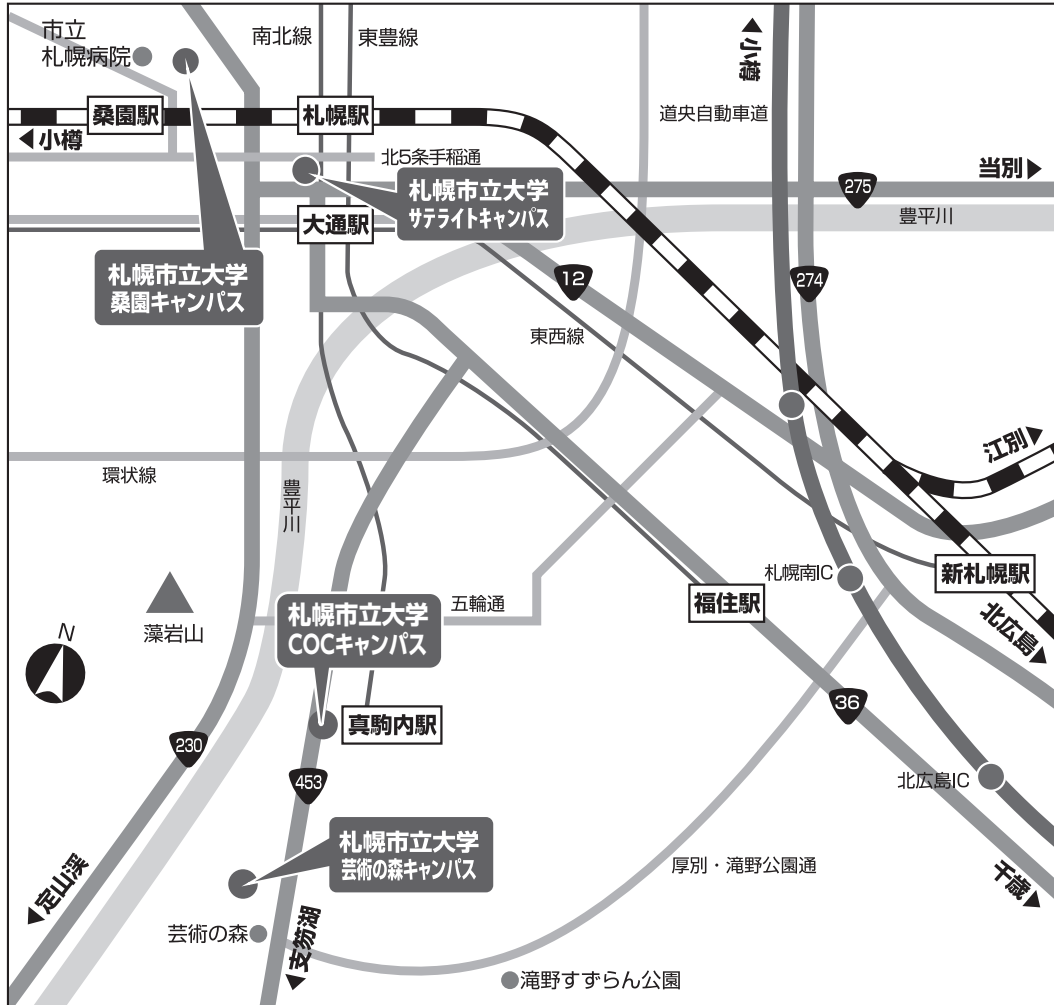 市立
札幌病院
南北線
東豊線
小樽
桑園駅
札幌駅
道央自動車道
小樽
北5条手稲通
当別
札幌市立大学
サテライトキャンパス
275
大通駅
豊平川
札幌市立大学
桑園キャンパス
12
274
東西線
江別
環状線
豊平川
札幌南IC
新札幌駅
福住駅
五輪通
札幌市立大学
COCキャンパス
藻岩山
N
北広島
36
真駒内駅
230
453
北広島IC
札幌市立大学
芸術の森キャンパス
厚別・滝野公園通
定山渓
千歳
芸術の森
支笏湖
滝野すずらん公園